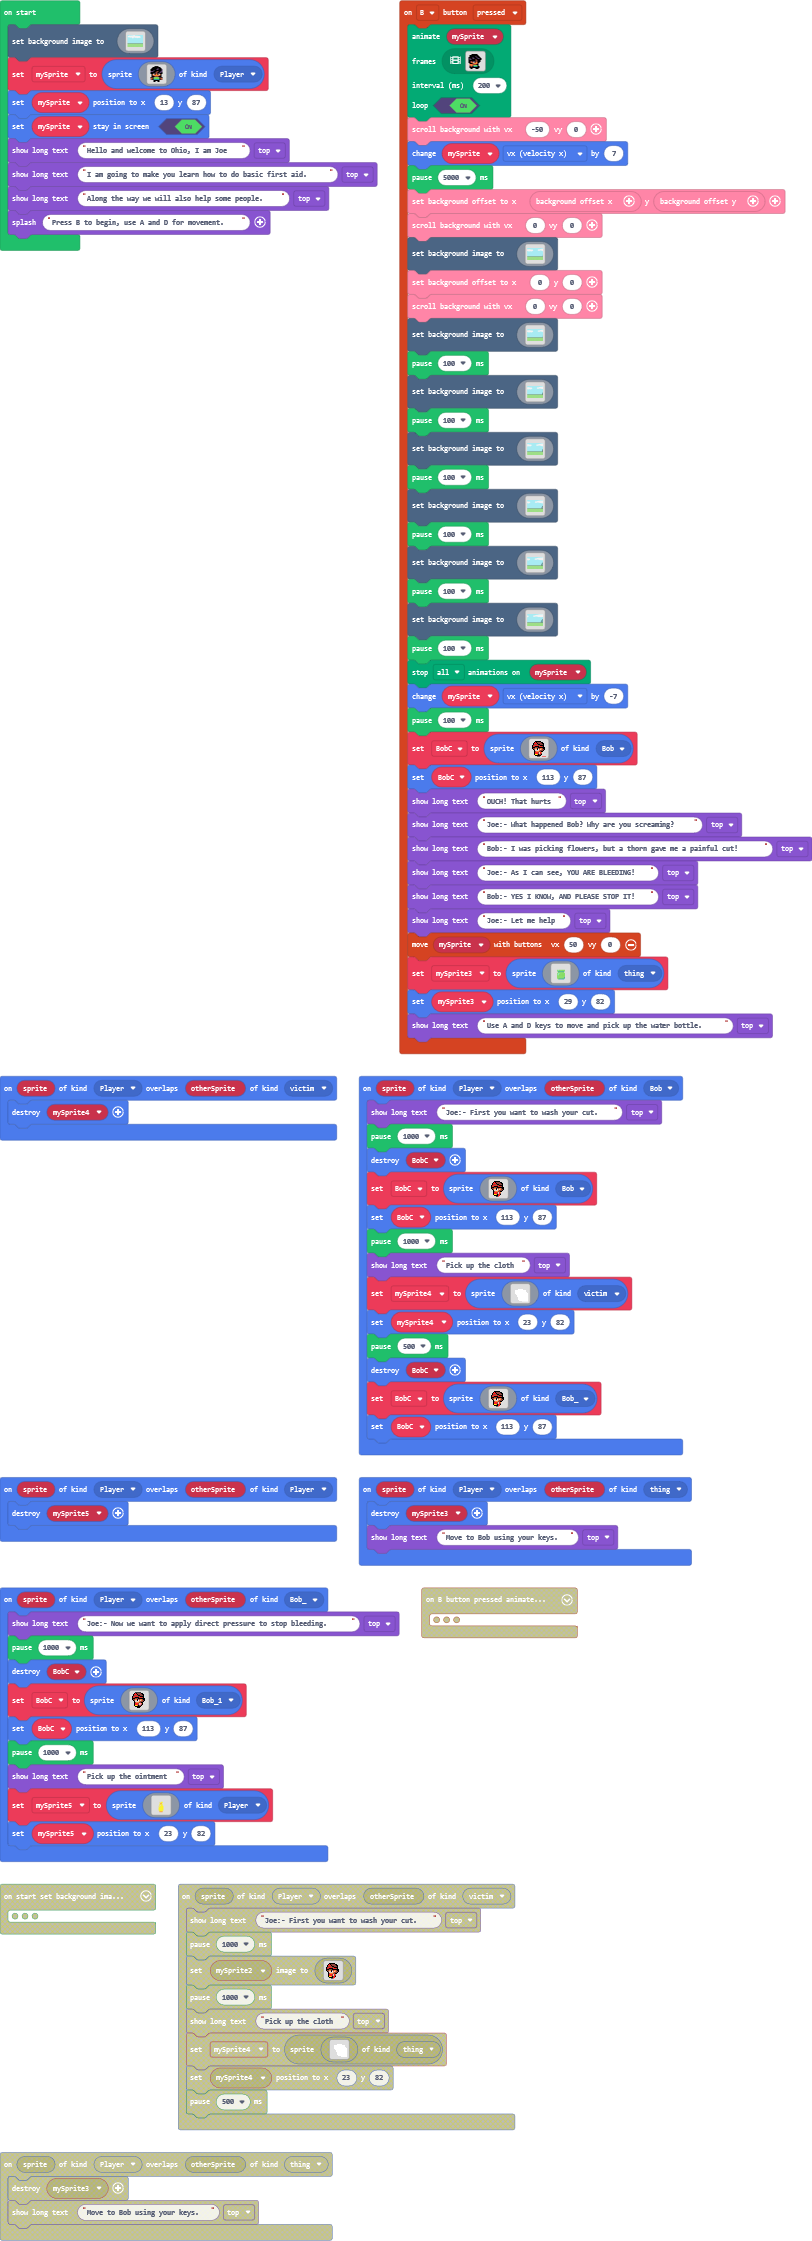 on start
set background image to
set mySprite to sprite of kind Player
set mySprite position to x 13 y 87
set mySprite stay in screen ON
show long text "Hello and welcome to Ohio, I am Joe " top
show long text "I am going to make you learn how to do basic first aid. " top
show long text "Along the way we will also help some people. " top
splash "Press B to begin, use A and D for movement. "
on B button pressed
animate mySprite
frames
interval (ms) 200
loop ON
scroll background with vx -50 vy 0
change mySprite vx (velocity x) by 7
pause 5000 ms
set background offset to x background offset x y background offset y
scroll background with vx 0 vy 0
set background image to
set background offset to x 0 y 0
scroll background with vx 0 vy 0
set background image to
pause 100 ms
set background image to
pause 100 ms
set background image to
pause 100 ms
set background image to
pause 100 ms
set background image to
pause 100 ms
set background image to
pause 100 ms
stop all animations on mySprite
change mySprite vx (velocity x) by -7
pause 100 ms
set BobC to sprite of kind Bob
set BobC position to x 113 y 87
show long text "OUCH! That hurts " top
show long text "Joe:- What happened Bob? Why are you screaming? " top
show long text "Bob:- I was picking flowers, but a thorn gave me a painful cut! " top
show long text "Joe:- As I can see, YOU ARE BLEEDING! " top
show long text "Bob:- YES I KNOW, AND PLEASE STOP IT! " top
show long text "Joe:- Let me help " top
move mySprite with buttons vx 50 vy 0
set mySprite3 to sprite of kind thing
set mySprite3 position to x 29 y 82
show long text "Use A and D keys to move and pick up the water bottle. " top
on sprite of kind Player overlaps otherSprite of kind victim
destroy mySprite4
on sprite of kind Player overlaps otherSprite of kind Bob
show long text "Joe:- First you want to wash your cut. " top
pause 1000 ms
destroy BobC
set BobC to sprite of kind Bob
set BobC position to x 113 y 87
pause 1000 ms
show long text "Pick up the cloth " top
set mySprite4 to sprite of kind victim
set mySprite4 position to x 23 y 82
pause 500 ms
destroy BobC
set BobC to sprite of kind Bob_
set BobC position to x 113 y 87
on sprite of kind Player overlaps otherSprite of kind Player
destroy mySprite5
on sprite of kind Player overlaps otherSprite of kind thing
destroy mySprite3
show long text "Move to Bob using your keys. " top
on sprite of kind Player overlaps otherSprite of kind Bob_
show long text "Joe:- Now we want to apply direct pressure to stop bleeding. " top
pause 1000 ms
destroy BobC
set BobC to sprite of kind Bob_1
set BobC position to x 113 y 87
pause 1000 ms
show long text "Pick up the ointment " top
set mySprite5 to sprite of kind Player
set mySprite5 position to x 23 y 82
on B button pressed animate...
on start set background ima...
on sprite of kind Player overlaps otherSprite of kind victim
show long text "Joe:- First you want to wash your cut. " top
pause 1000 ms
set mySprite2 image to
pause 1000 ms
show long text "Pick up the cloth " top
set mySprite4 to sprite of kind thing
set mySprite4 position to x 23 y 82
pause 500 ms
on sprite of kind Player overlaps otherSprite of kind thing
destroy mySprite3
show long text "Move to Bob using your keys. " top